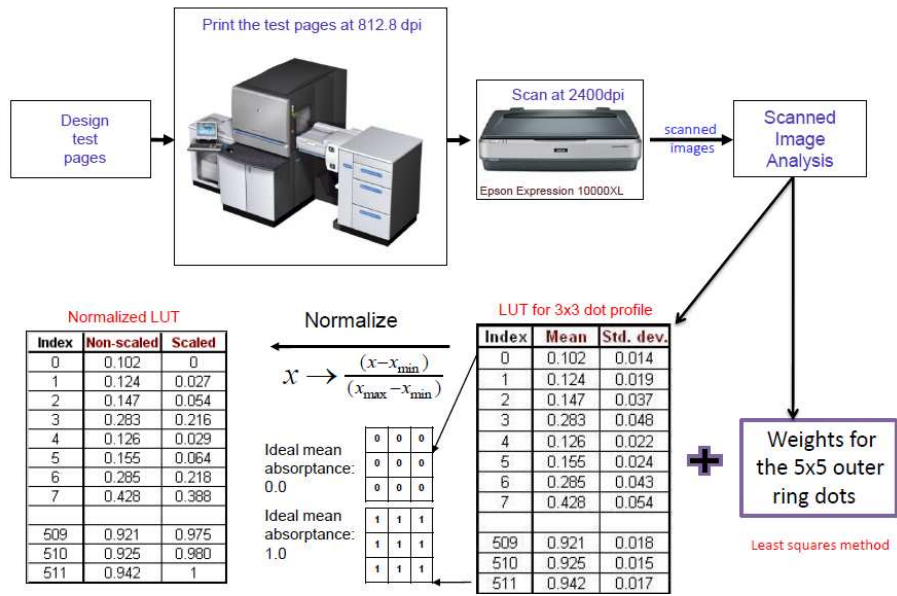 Print the test pages at 812.8 dpi
Design
test
pages
Scan at 2400dpi
Epson Expression 10000XL
scanned
images
Scanned
Image
Analysis
Normalized LUT
Index Non-scaled Scaled
0 0.102 0
1 0.124 0.027
2 0.147 0.054
3 0.283 0.216
4 0.126 0.029
5 0.155 0.064
6 0.285 0.218
7 0.428 0.388
509 0.921 0.975
510 0.925 0.980
511 0.942 1
Normalize
x → (x−xmin)
(xmax−xmin)
Ideal mean
absorptance:
0.0
0 0 0
0 0 0
0 0 0
Ideal mean
absorptance:
1.0
1 1 1
1 1 1
1 1 1
LUT for 3x3 dot profile
Index Mean Std. dev.
0 0.102 0.014
1 0.124 0.019
2 0.147 0.037
3 0.283 0.048
4 0.126 0.022
5 0.155 0.024
6 0.285 0.043
7 0.428 0.054
509 0.921 0.018
510 0.925 0.015
511 0.942 0.017
+
Weights for
the 5x5 outer
ring dots
Least squares method